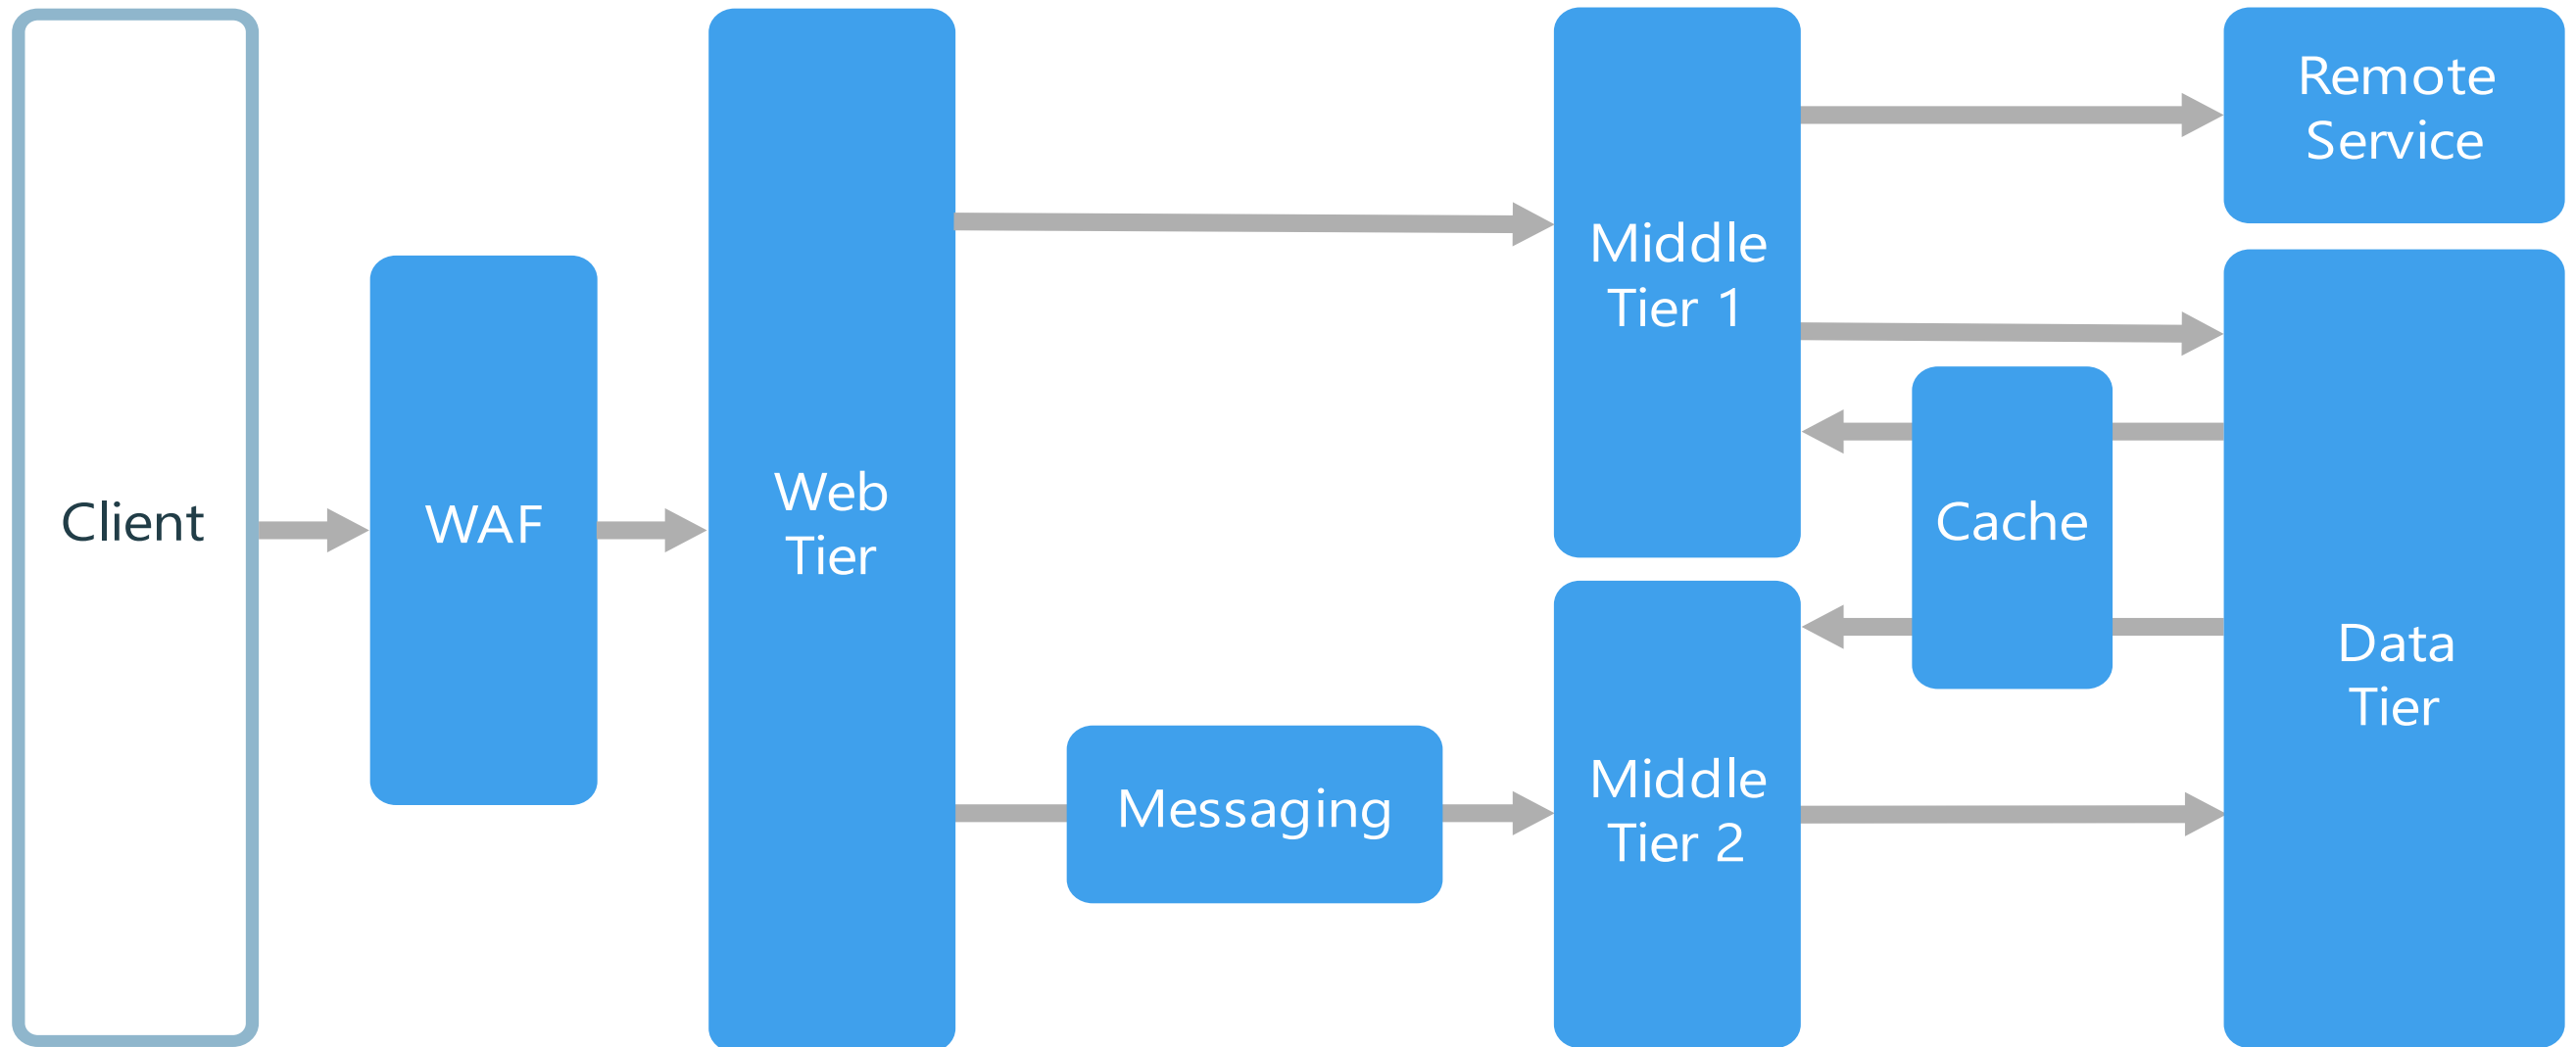 Client
WAF
Web
Tier
Messaging
Middle
Tier 1
Middle
Tier 2
Cache
Remote
Service
Data
Tier